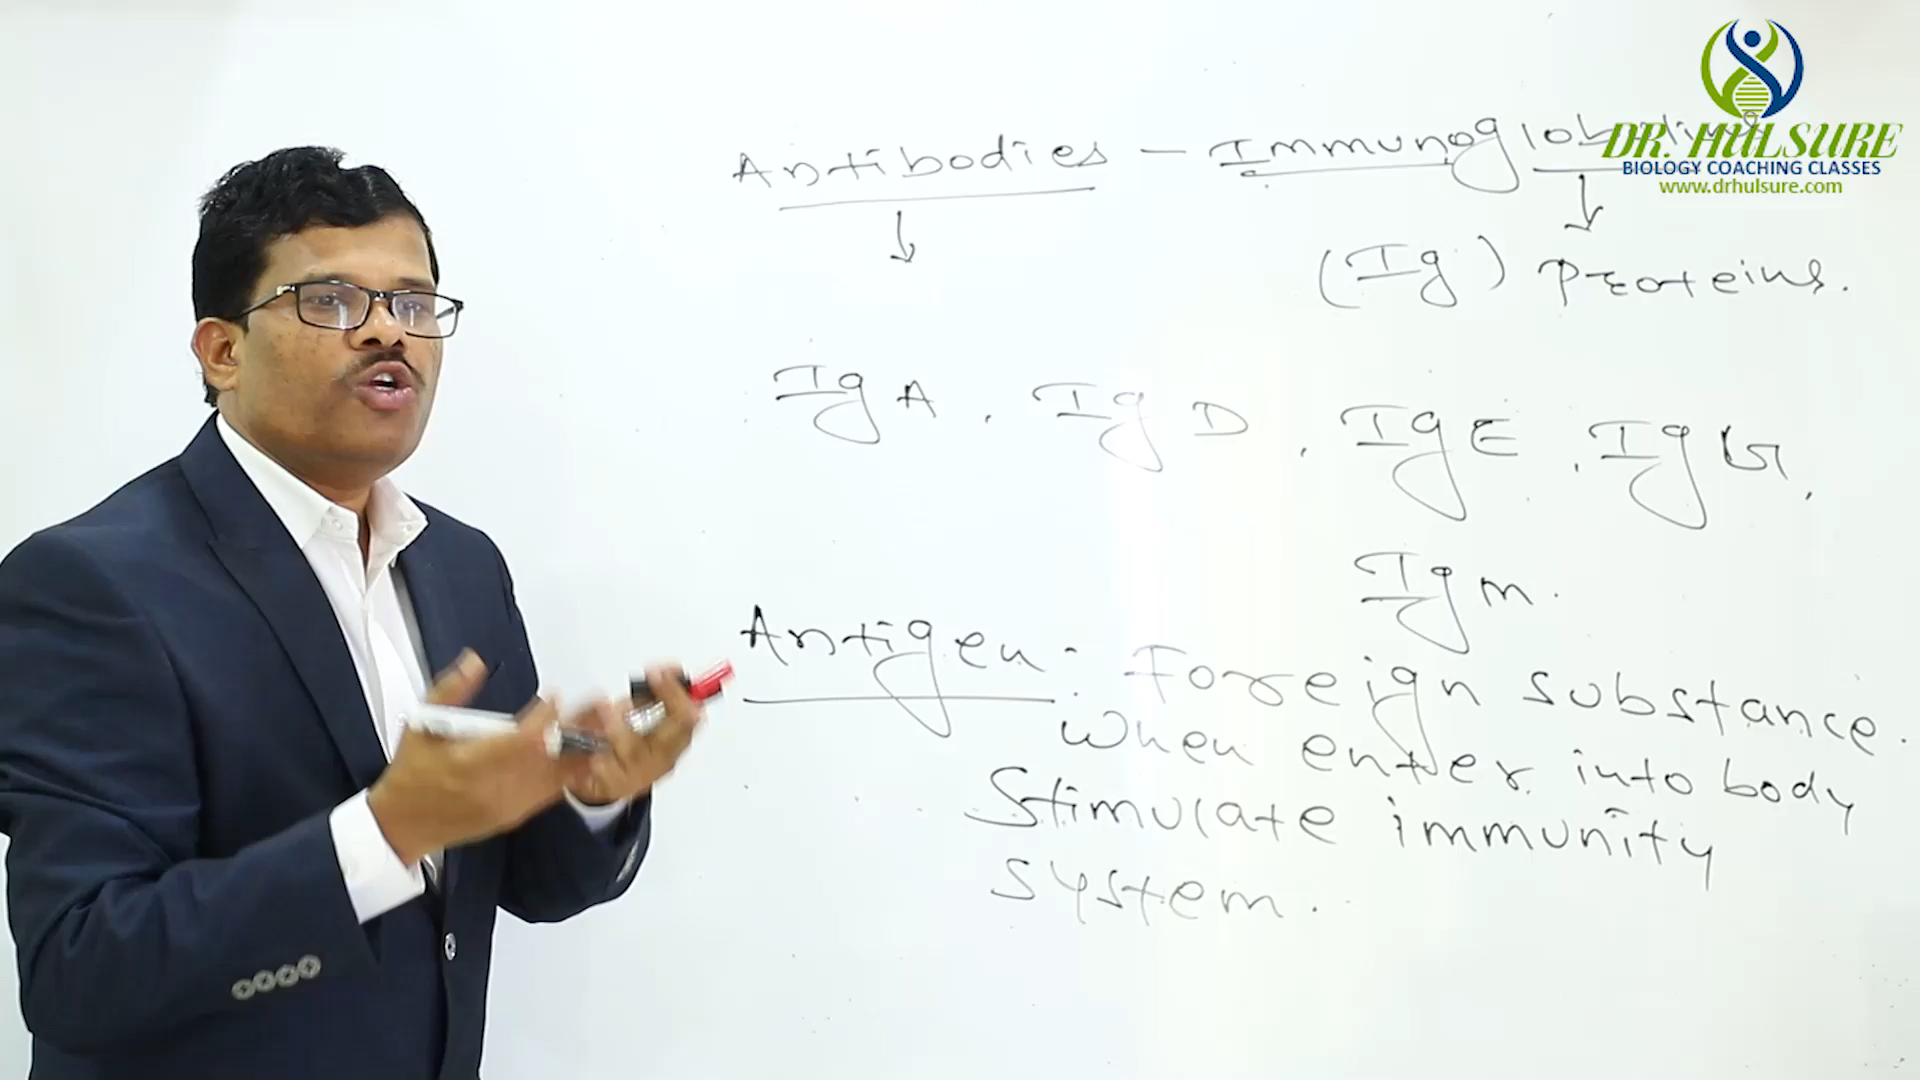 Antibodies - Immunoglobulins
(Ig) Proteins.
IgA, IgD, IgE, IgG,
IgM.
Antigen: Foreign substance.
when enter into body
Stimulate immunity
system.
DR. HULSURE
BIOLOGY COACHING CLASSES
www.drhulsure.com